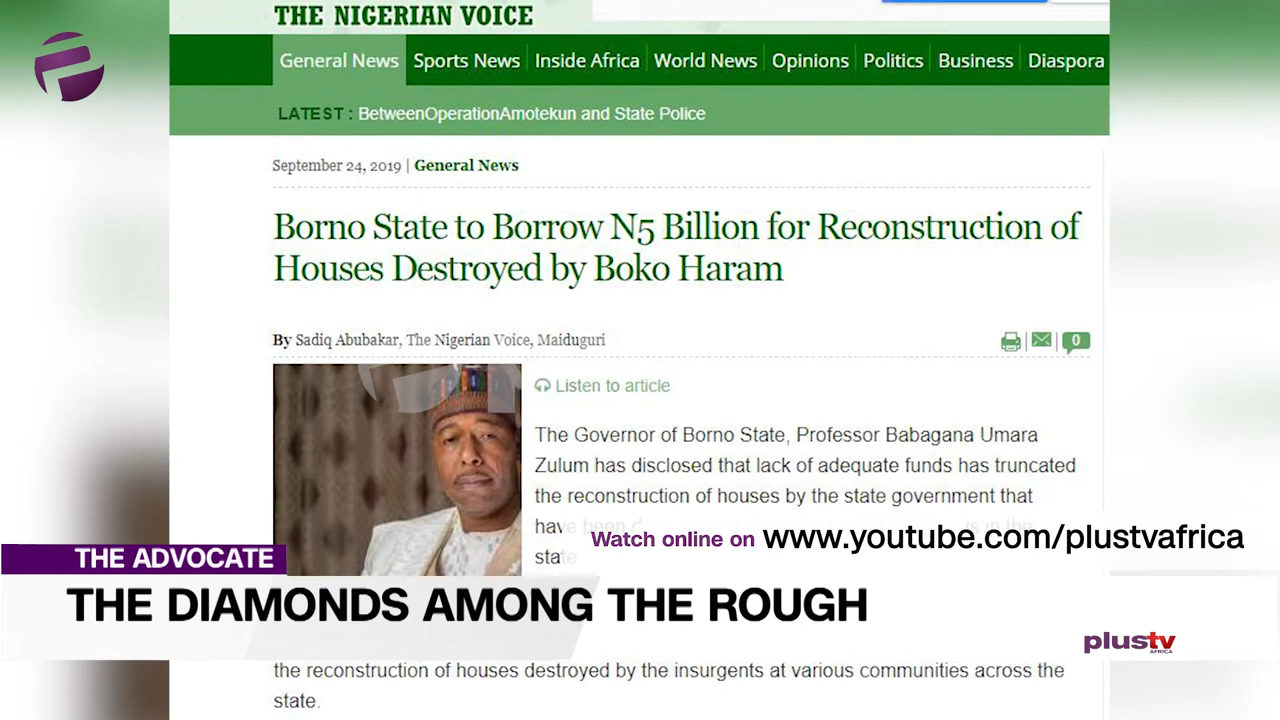 THE NIGERIAN VOICE
General News Sports News Inside Africa World News Opinions Politics Business Diaspora
LATEST : BetweenOperationAmotekun and State Police
September 24, 2019 | General News
Borno State to Borrow N5 Billion for Reconstruction of
Houses Destroyed by Boko Haram
By Sadiq Abubakar, The Nigerian Voice, Maiduguri
0
Listen to article
The Governor of Borno State, Professor Babagana Umara
Zulum has disclosed that lack of adequate funds has truncated
the reconstruction of houses by the state government that
have been in the
state
Watch online on www.youtube.com/plustvafrica
THE ADVOCATE
THE DIAMONDS AMONG THE ROUGH
plustv
AFRICA
the reconstruction of houses destroyed by the insurgents at various communities across the
state.